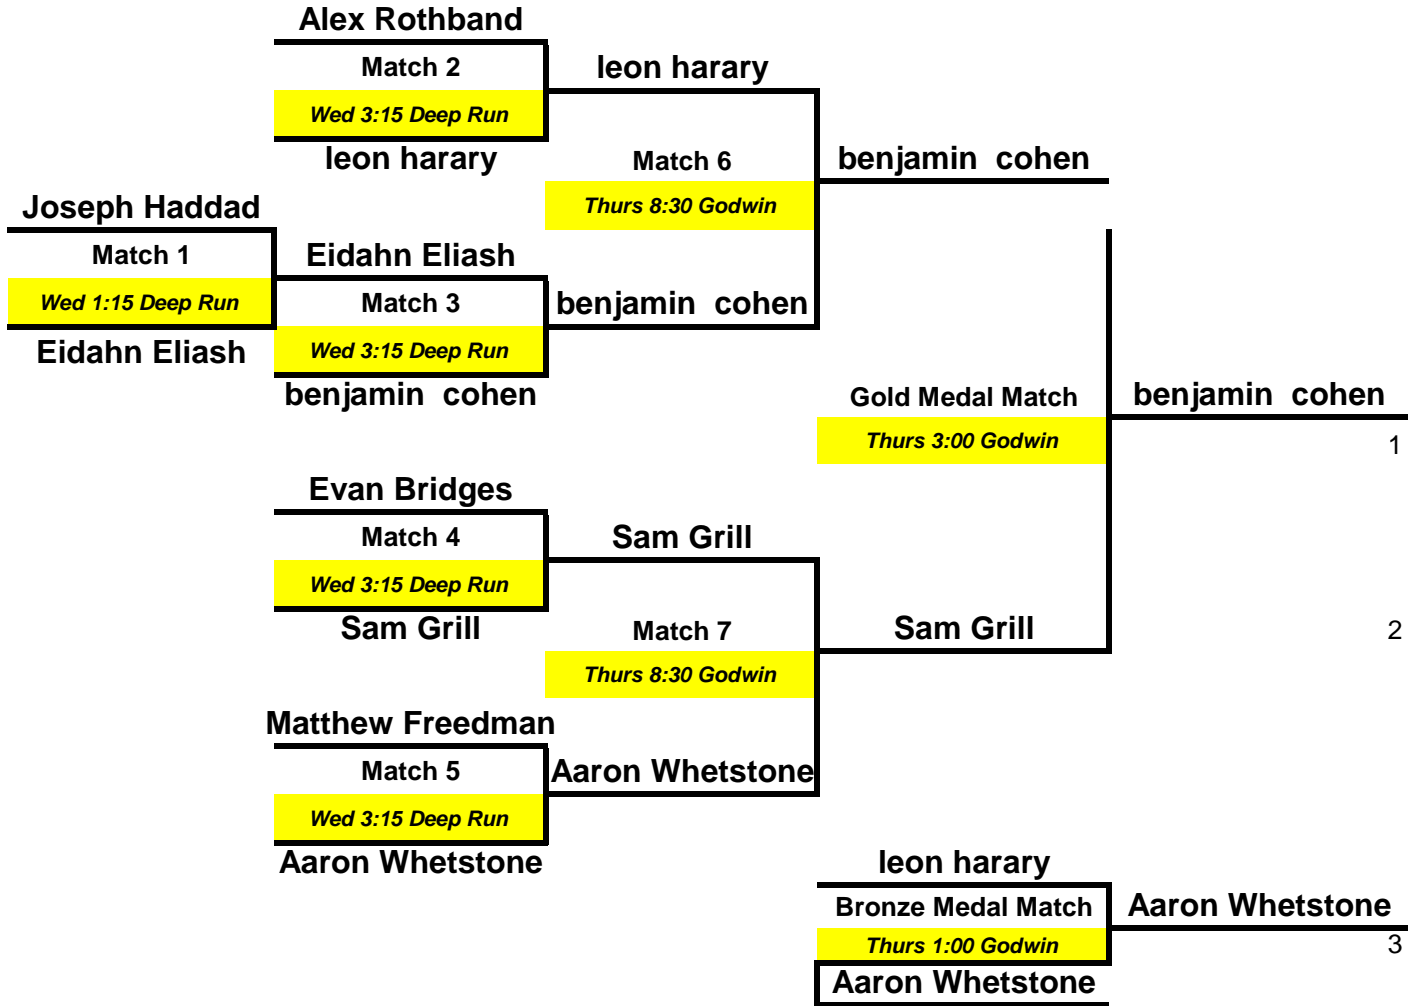 Alex Rothband
Match 2
leon harary
Wed 3:15 Deep Run
leon harary
Match 6
benjamin cohen
Joseph Haddad
Thurs 8:30 Godwin
Match 1
Eidahn Eliash
Wed 1:15 Deep Run
Match 3
benjamin cohen
Eidahn Eliash
Wed 3:15 Deep Run
benjamin cohen
Gold Medal Match
benjamin cohen
Thurs 3:00 Godwin
1
Evan Bridges
Match 4
Sam Grill
Wed 3:15 Deep Run
Sam Grill
Match 7
Sam Grill
2
Thurs 8:30 Godwin
Matthew Freedman
Match 5
Aaron Whetstone
Wed 3:15 Deep Run
Aaron Whetstone
leon harary
Bronze Medal Match
Aaron Whetstone
Thurs 1:00 Godwin
3
Aaron Whetstone